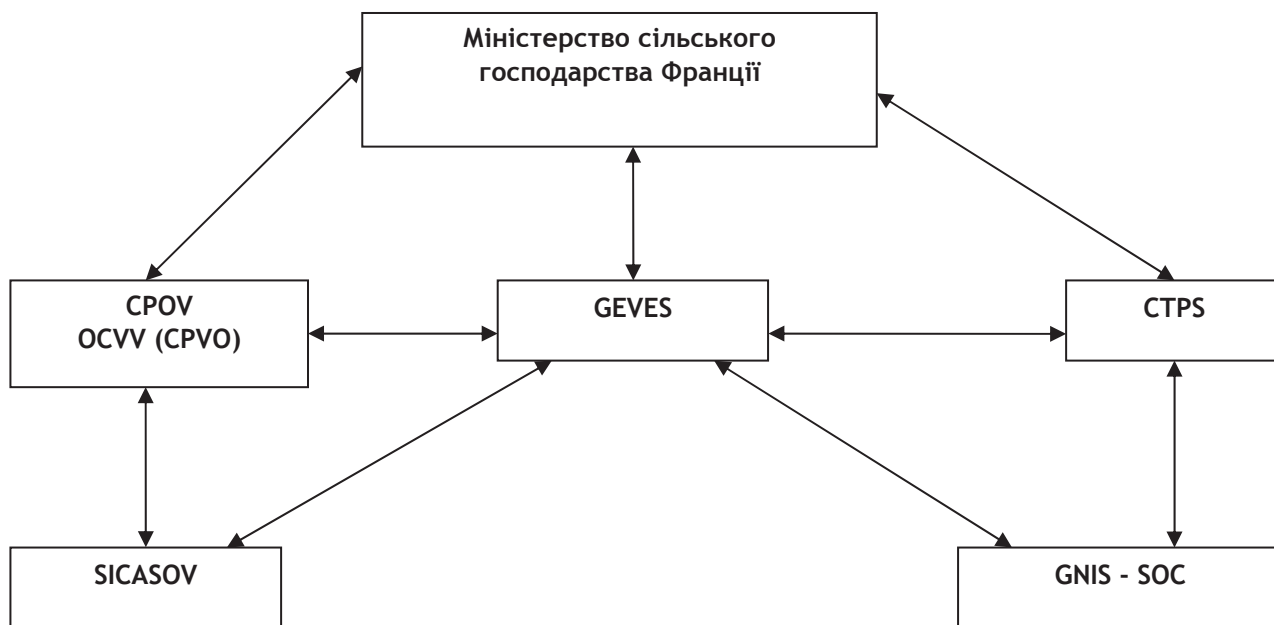 Міністерство сільського
господарства Франції
CPOV
OCVV (CPVO)
GEVES
CTPS
SICASOV
GNIS - SOC